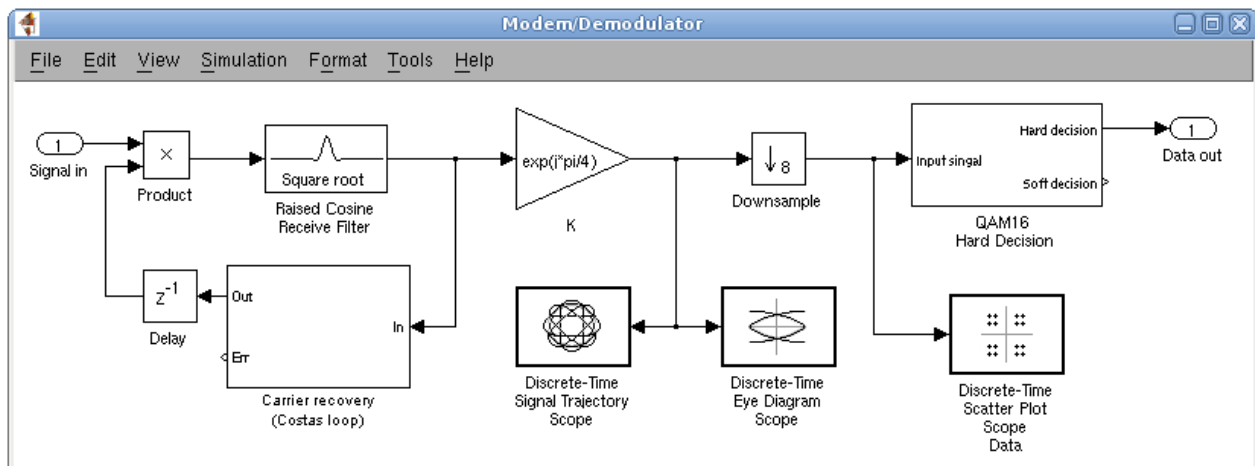 Modem/Demodulator
File Edit View Simulation Format Tools Help
1
Signal in
×
Product
Square root
Raised Cosine
Receive Filter
exp(j*pi/4)
K
↓8
Downsample
Input singal
Hard decision
Soft decision
QAM16
Hard Decision
1
Data out
Z-1
Delay
Out
Err
In
Carrier recovery
(Costas loop)
Discrete-Time
Signal Trajectory
Scope
Discrete-Time
Eye Diagram
Scope
Discrete-Time
Scatter Plot
Scope
Data